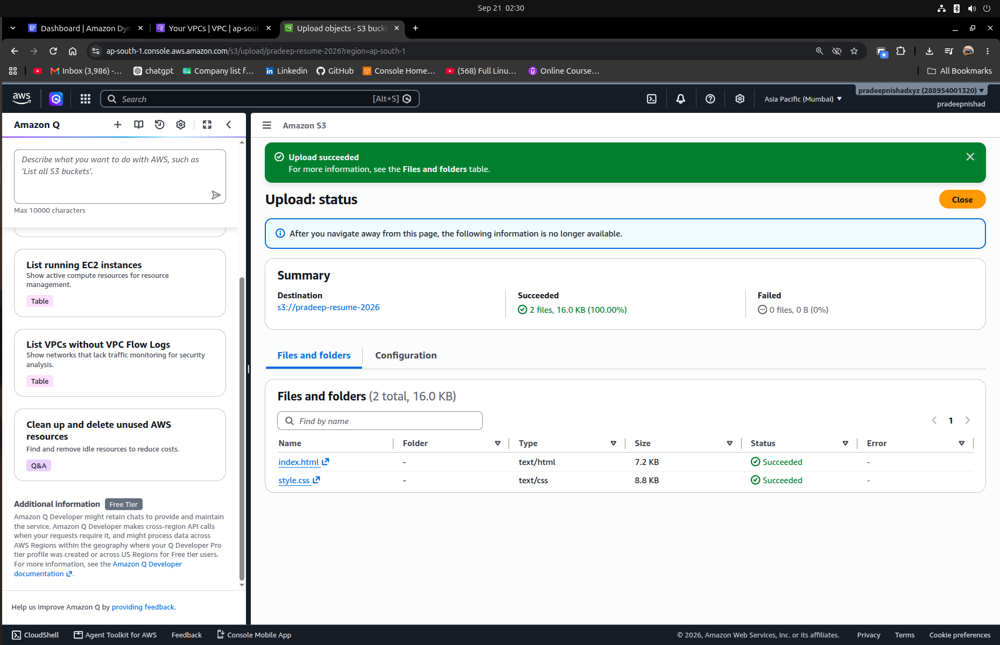 Sep 21 02:30
Dashboard | Amazon Dyn
Your VPCs | VPC | ap-sout
Upload objects - S3 bucke
ap-south-1.console.aws.amazon.com/s3/upload/pradeep-resume-2026?region=ap-south-1
Inbox (3,986) -...
chatgpt
Company list f...
in Linkedin
GitHub
Console Home...
(568) Full Linu...
Online Course...
All Bookmarks
aws
Search
[Alt+S]
Asia Pacific (Mumbai)
pradeepnishadxyz (288954001320)
pradeepnishad
Amazon Q
Describe what you want to do with AWS, such as
'List all S3 buckets'.
Max 10000 characters
List running EC2 instances
Show active compute resources for resource
management.
Table
List VPCs without VPC Flow Logs
Show networks that lack traffic monitoring for security
analysis.
Table
Clean up and delete unused AWS
resources
Find and remove idle resources to reduce costs.
Q&A
Additional information Free Tier
Amazon Q Developer might retain chats to provide and maintain
the service. Amazon Q Developer makes cross-region API calls
when your requests require it, and might process data across
AWS Regions within the geography where your Q Developer Pro
tier profile was created or across US Regions for Free tier users.
For more information, see the Amazon Q Developer
documentation.
Help us improve Amazon Q by providing feedback.
Amazon S3
Upload succeeded
For more information, see the Files and folders table.
Upload: status
Close
After you navigate away from this page, the following information is no longer available.
Summary
Destination
s3://pradeep-resume-2026
Succeeded
2 files, 16.0 KB (100.00%)
Failed
0 files, 0 B (0%)
Files and folders
Configuration
Files and folders (2 total, 16.0 KB)
Find by name
1
Name Folder Type Size Status Error
index.html - text/html 7.2 KB Succeeded -
style.css - text/css 8.8 KB Succeeded -
CloudShell
Agent Toolkit for AWS
Feedback
Console Mobile App
© 2026, Amazon Web Services, Inc. or its affiliates.
Privacy
Terms
Cookie preferences